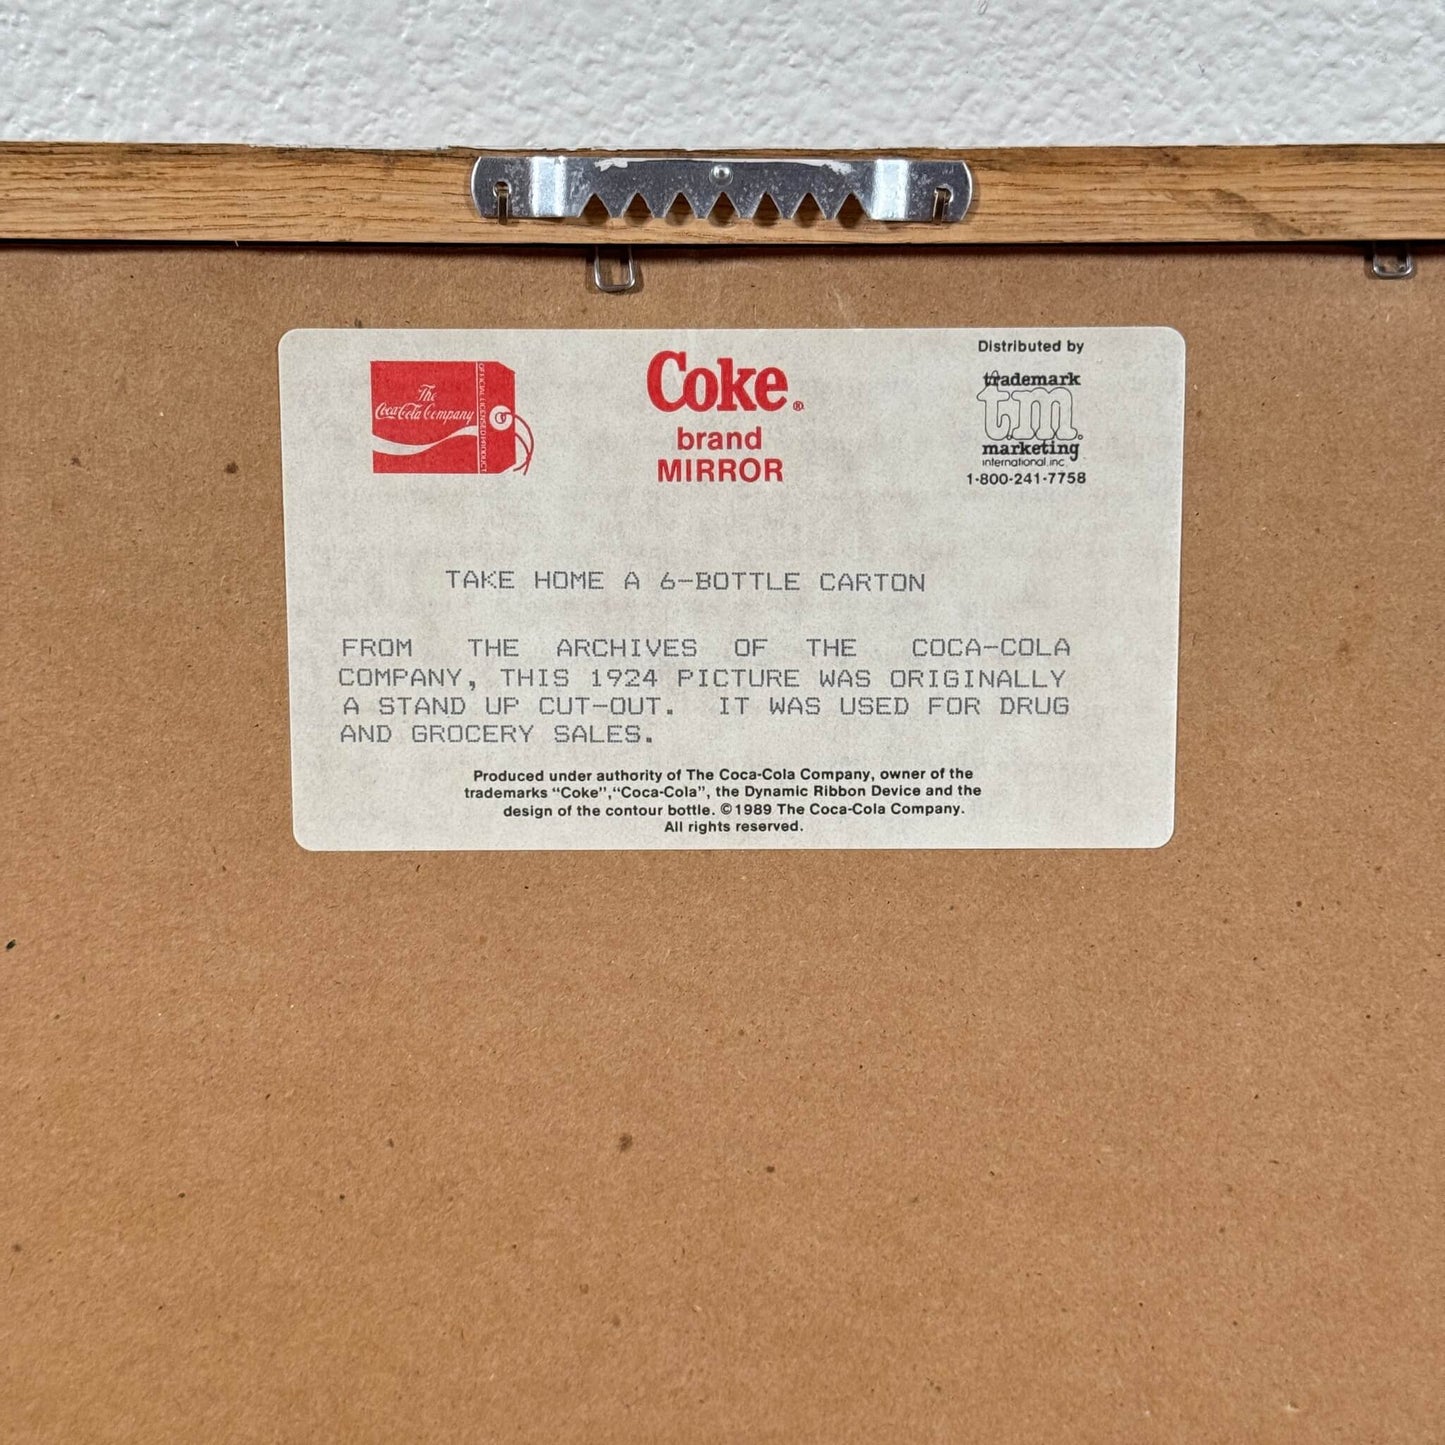 The
Coca-Cola Company
OFFICIAL LICENSED PRODUCT
Coke®
brand
MIRROR
Distributed by
trademark
tm
marketing
international, inc.
1-800-241-7758
TAKE HOME A 6-BOTTLE CARTON
FROM THE ARCHIVES OF THE COCA-COLA
COMPANY, THIS 1924 PICTURE WAS ORIGINALLY
A STAND UP CUT-OUT. IT WAS USED FOR DRUG
AND GROCERY SALES.
Produced under authority of The Coca-Cola Company, owner of the
trademarks "Coke","Coca-Cola", the Dynamic Ribbon Device and the
design of the contour bottle. ©1989 The Coca-Cola Company.
All rights reserved.